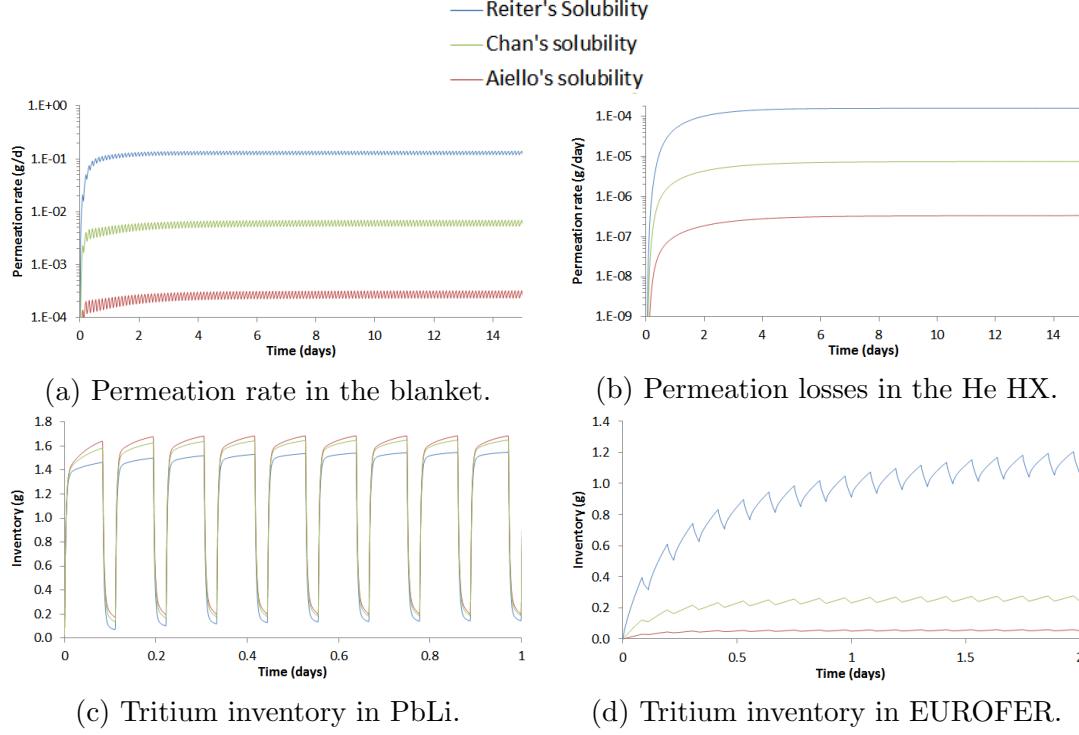 Reiter's Solubility
Chan's solubility
Aiello's solubility
1.E+00
1.E-01
1.E-02
1.E-03
1.E-04
Permeation rate (g/d)
0 2 4 6 8 10 12 14
Time (days)
(a) Permeation rate in the blanket.
1.E-04
1.E-05
1.E-06
1.E-07
1.E-08
1.E-09
Permeation rate (g/day)
0 2 4 6 8 10 12 14
Time (days)
(b) Permeation losses in the He HX.
1.8
1.6
1.4
1.2
1.0
0.8
0.6
0.4
0.2
0.0
Inventory (g)
0 0.2 0.4 0.6 0.8 1
Time (days)
(c) Tritium inventory in PbLi.
1.4
1.2
1.0
0.8
0.6
0.4
0.2
0.0
Inventory (g)
0 0.5 1 1.5 2
Time (days)
(d) Tritium inventory in EUROFER.